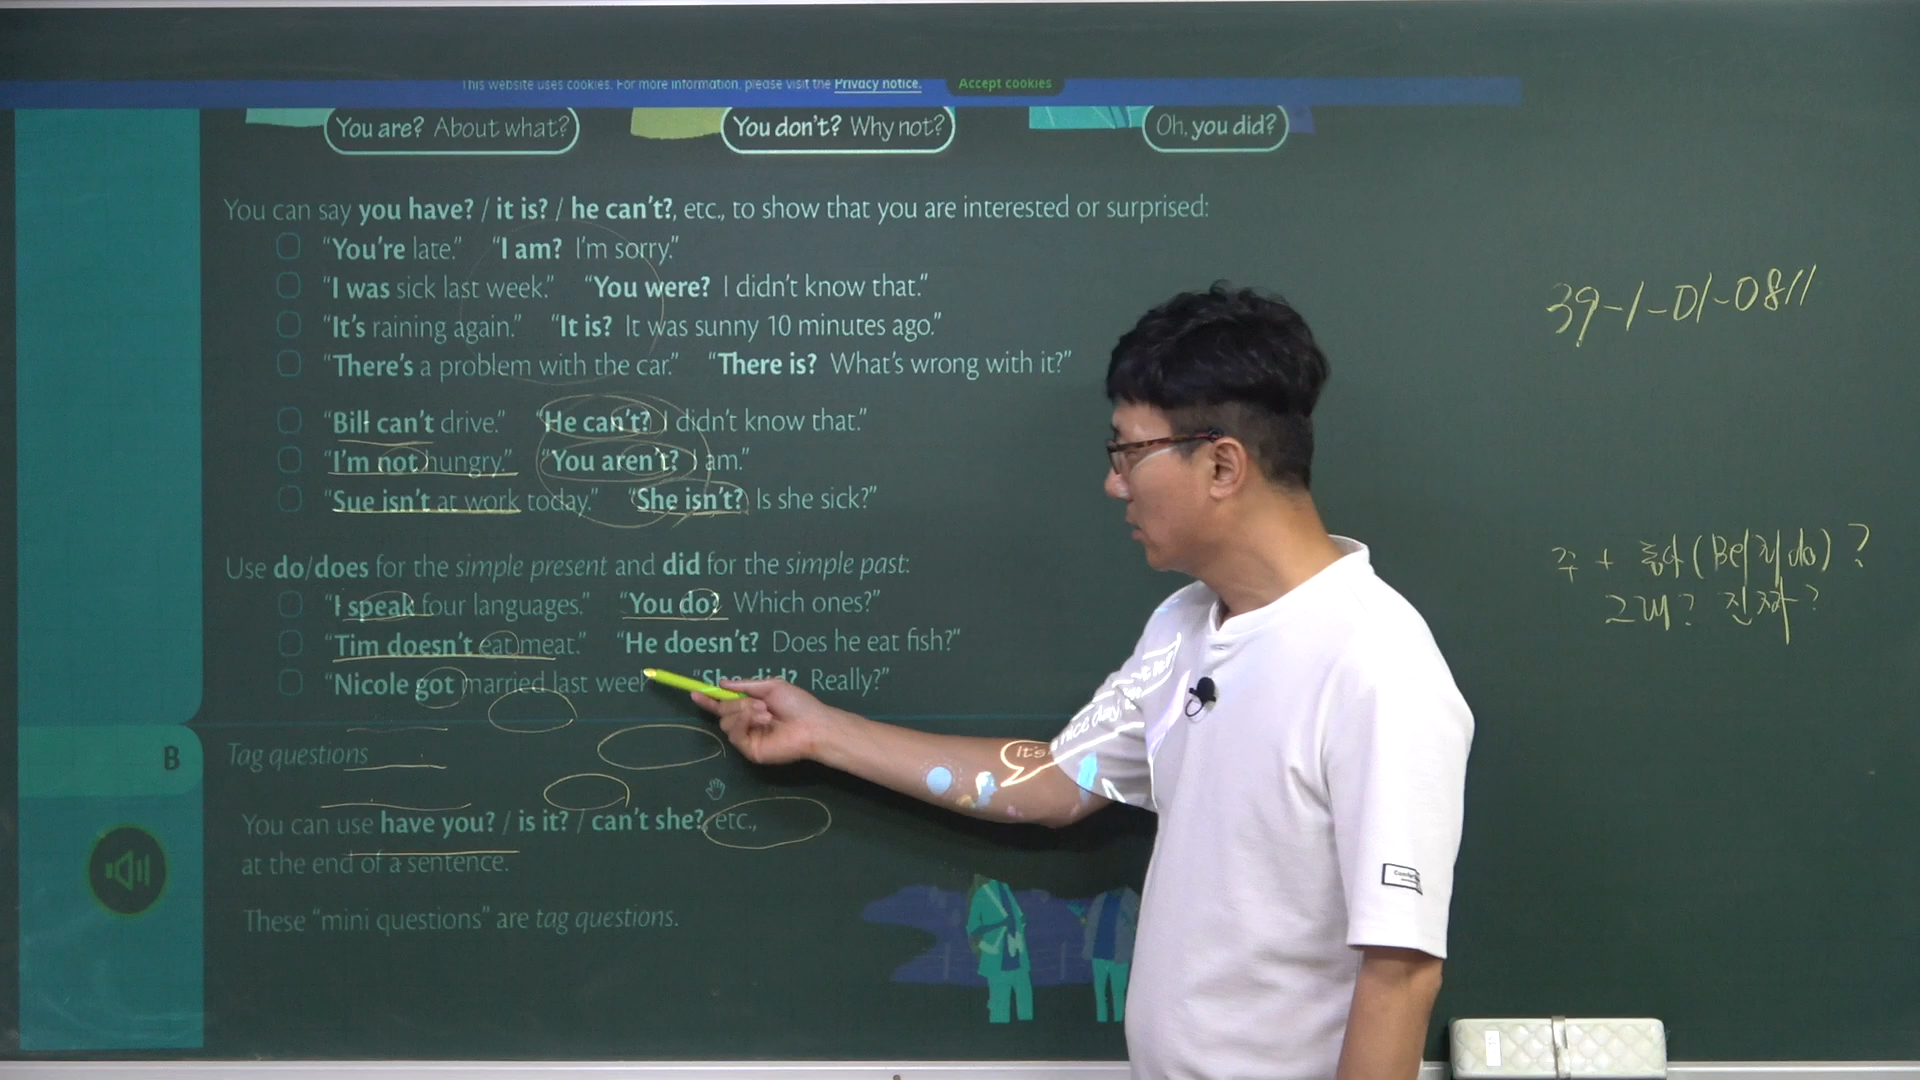 This website uses cookies. For more information, please visit the Privacy notice. Accept cookies
You are? About what?
You don't? Why not?
Oh, you did?
You can say you have? / it is? / he can't?, etc., to show that you are interested or surprised:
"You're late." "I am? I'm sorry."
"I was sick last week." "You were? I didn't know that."
"It's raining again." "It is? It was sunny 10 minutes ago."
"There's a problem with the car." "There is? What's wrong with it?"
"Bill can't drive." "He can't? I didn't know that."
"I'm not hungry." "You aren't? I am."
"Sue isn't at work today." "She isn't? Is she sick?"
Use do/does for the simple present and did for the simple past:
"I speak four languages." "You do? Which ones?"
"Tim doesn't eat meat." "He doesn't? Does he eat fish?"
"Nicole got married last week "She did? Really?"
B
Tag questions
You can use have you? / is it? / can't she?, etc.,
at the end of a sentence.
These "mini questions" are tag questions.
39-1-01-0811
주 + 동사 (Be/조/do) ?
그래? 진짜?
It's
nice day,